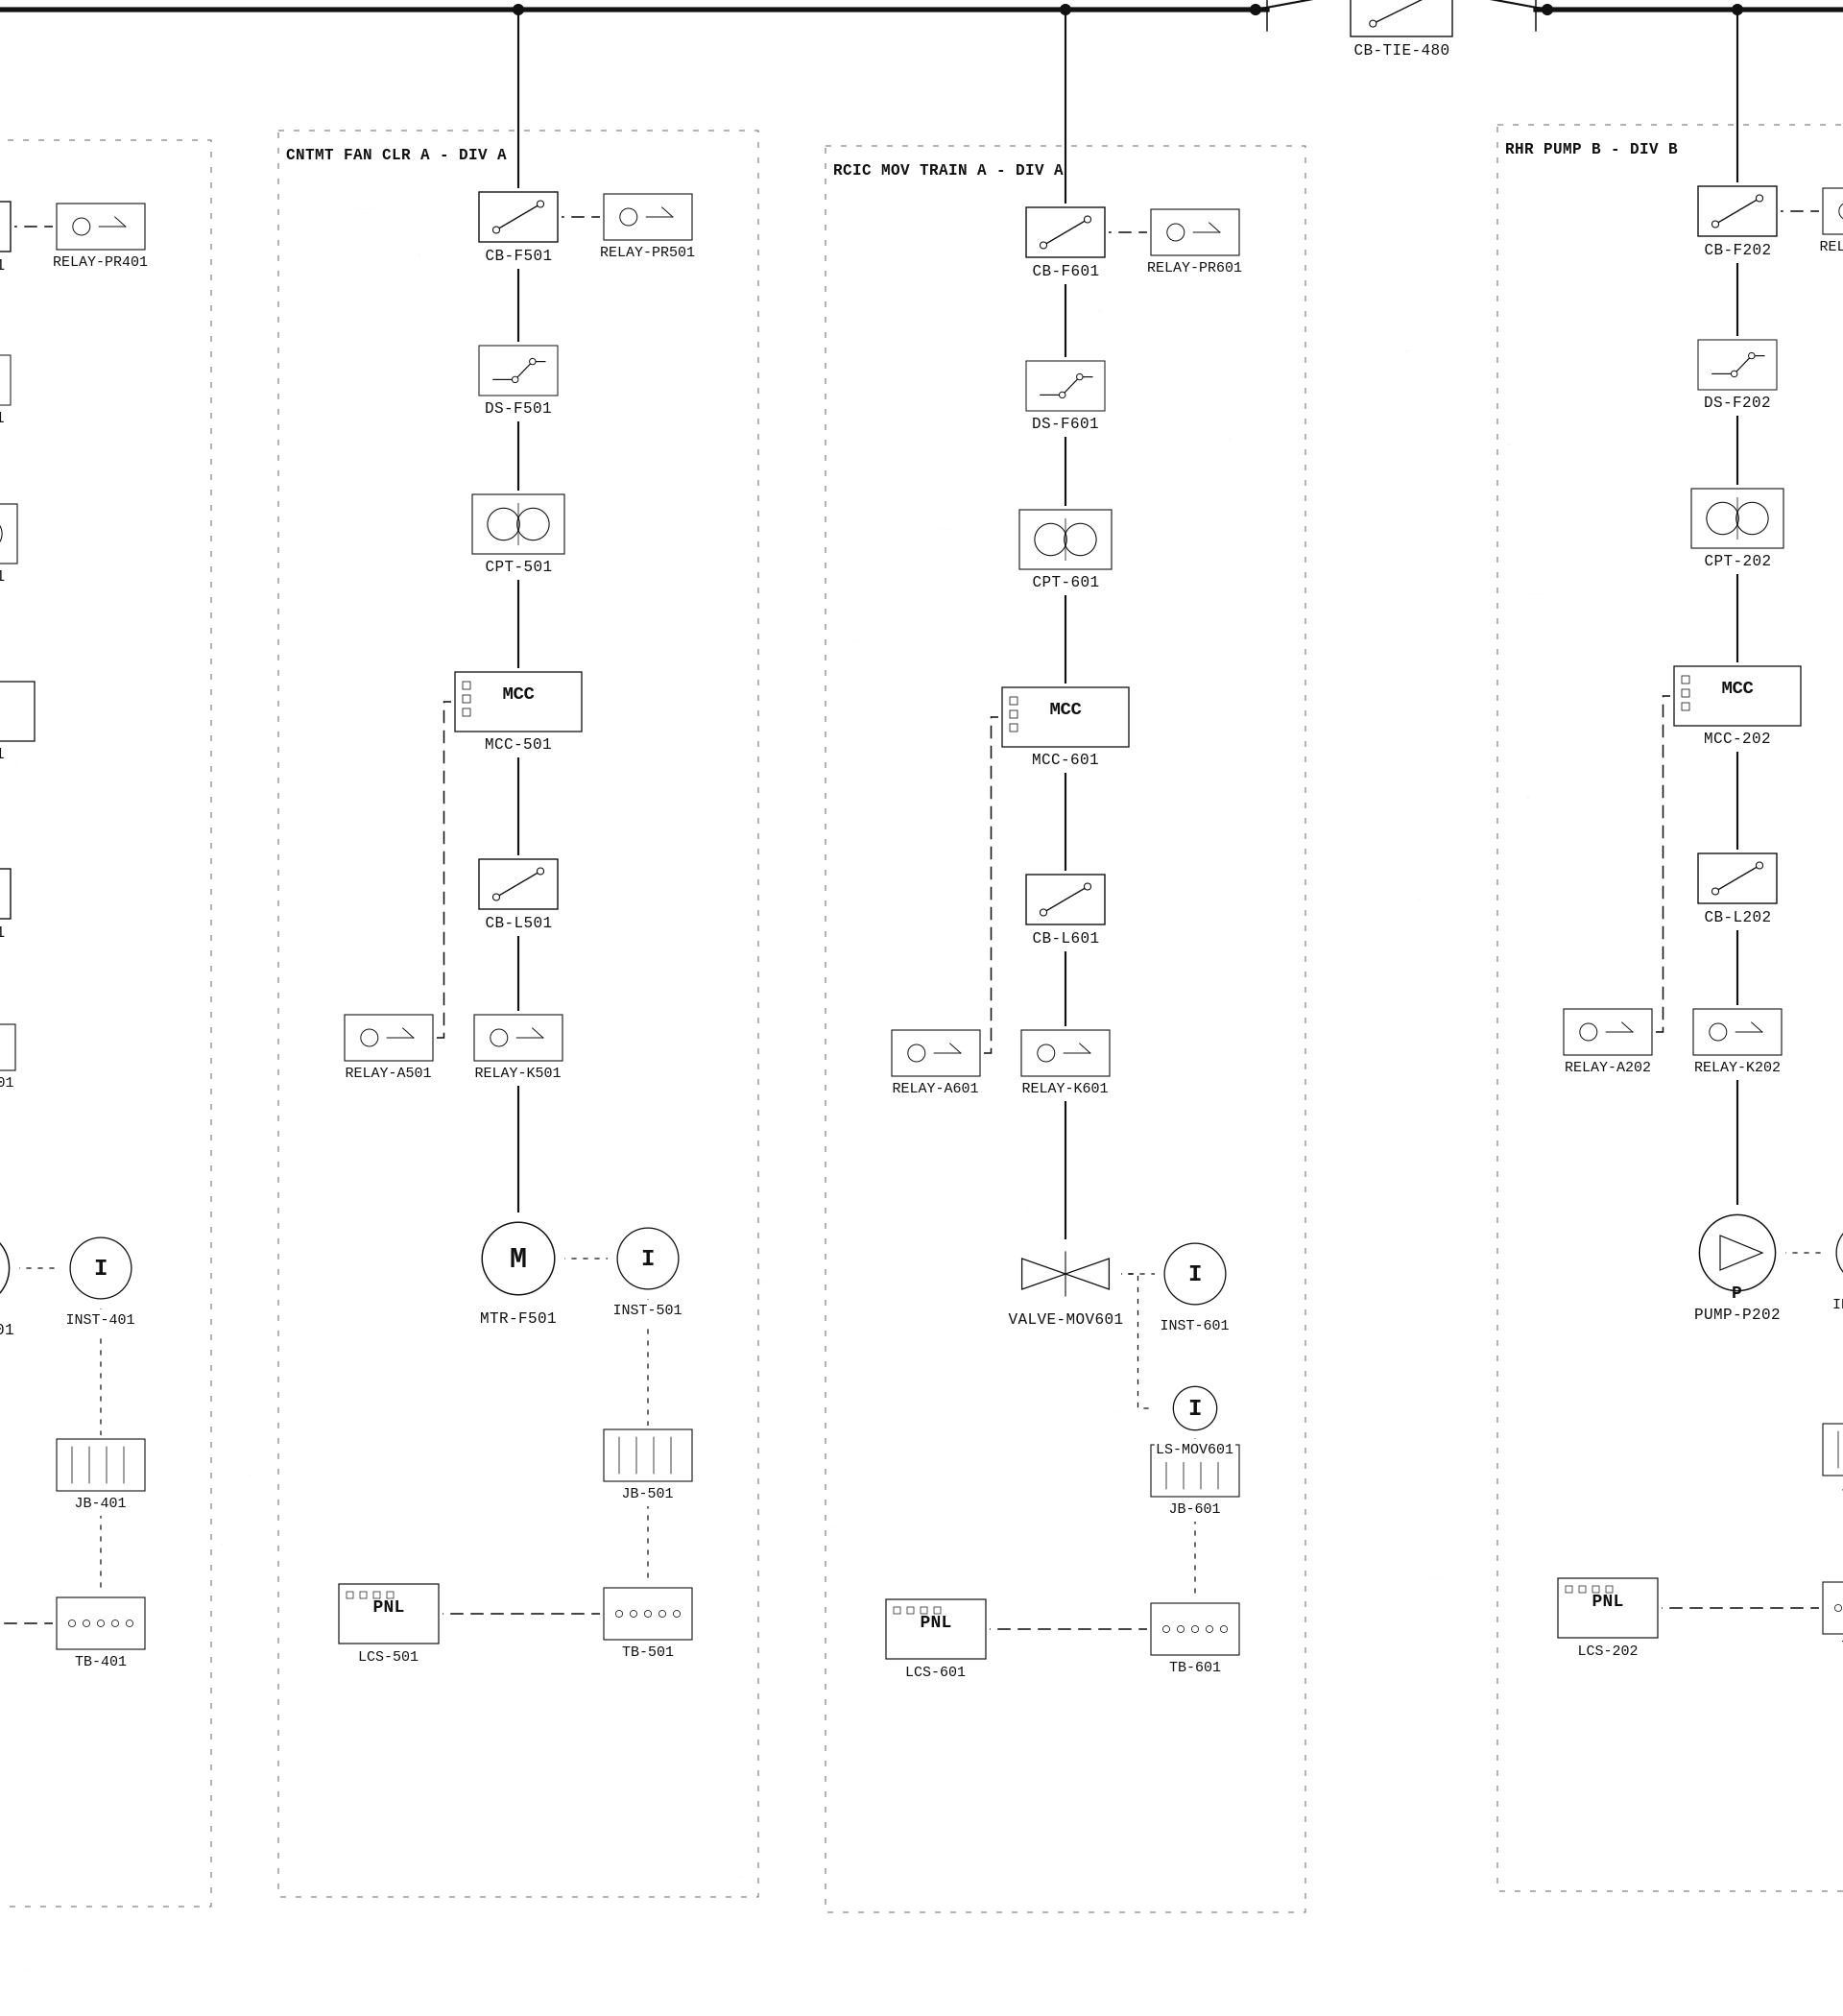 CB-TIE-480
RELAY-PR401
INST-401
JB-401
TB-401
CNTMT FAN CLR A - DIV A
CB-F501
RELAY-PR501
DS-F501
CPT-501
MCC
MCC-501
CB-L501
RELAY-A501
RELAY-K501
M
MTR-F501
I
INST-501
JB-501
PNL
LCS-501
TB-501
RCIC MOV TRAIN A - DIV A
CB-F601
RELAY-PR601
DS-F601
CPT-601
MCC
MCC-601
CB-L601
RELAY-A601
RELAY-K601
VALVE-MOV601
I
INST-601
I
LS-MOV601
JB-601
PNL
LCS-601
TB-601
RHR PUMP B - DIV B
CB-F202
DS-F202
CPT-202
MCC
MCC-202
CB-L202
RELAY-A202
RELAY-K202
P
PUMP-P202
PNL
LCS-202
I